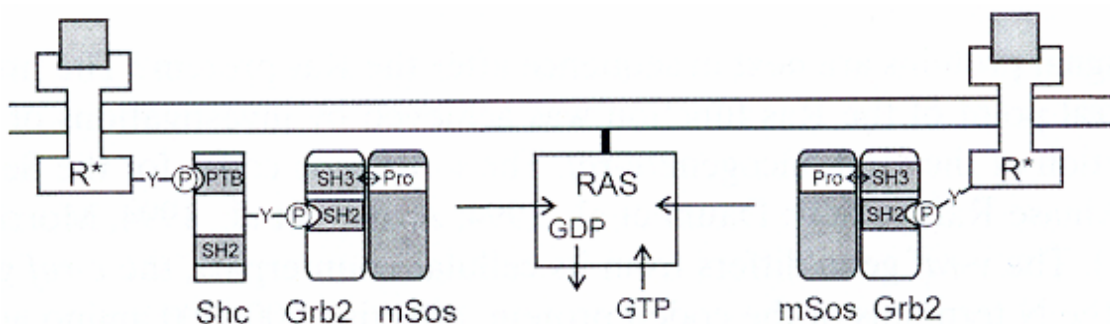 R* Y P PTB SH3 Pro RAS Pro SH3 R*
Y P SH2 GDP SH2 P Y
SH2
Shc Grb2 mSos GTP mSos Grb2